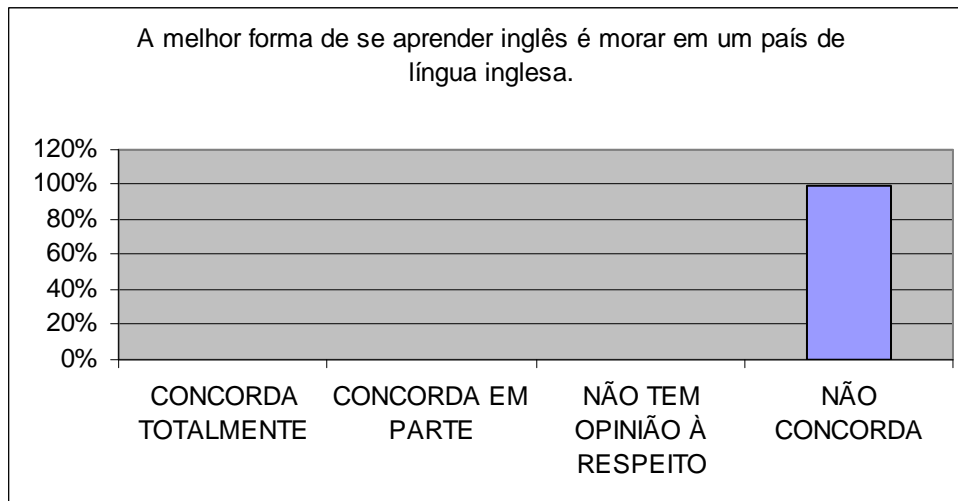 A melhor forma de se aprender inglês é morar em um país de
língua inglesa.
120%
100%
80%
60%
40%
20%
0%
CONCORDA
TOTALMENTE
CONCORDA EM
PARTE
NÃO TEM
OPINIÃO À
RESPEITO
NÃO
CONCORDA